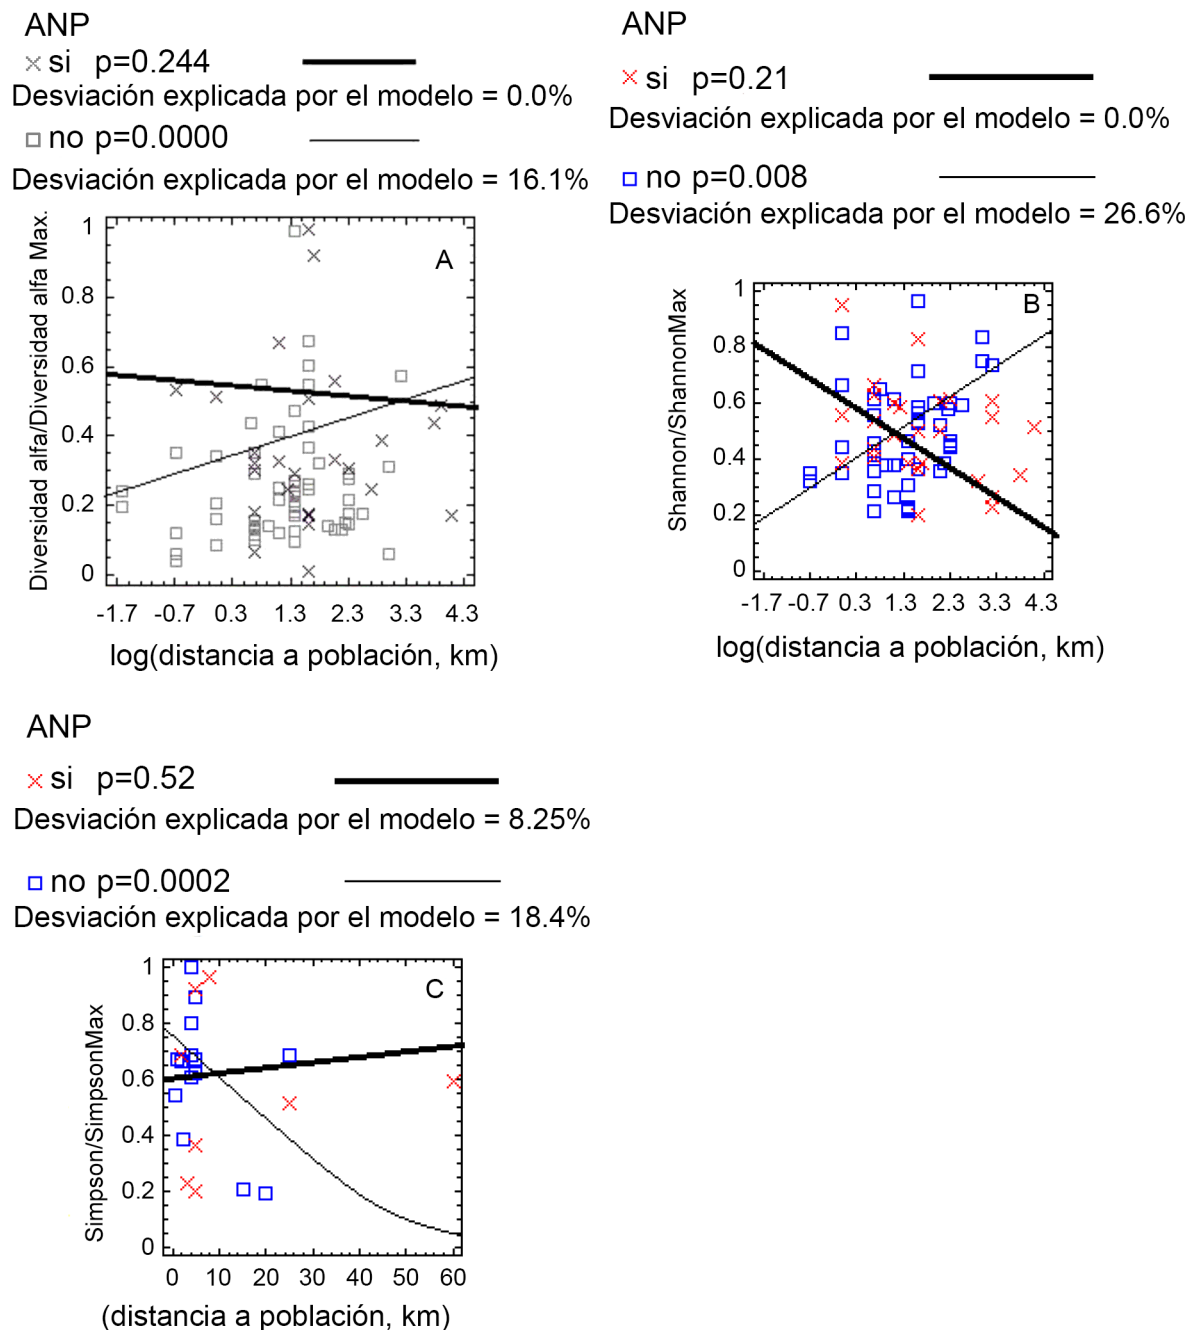 ANP
si p=0.244
Desviación explicada por el modelo = 0.0%
no p=0.0000
Desviación explicada por el modelo = 16.1%
Diversidad alfa/Diversidad alfa Max.
1
0.8
0.6
0.4
0.2
0
A
-1.7 -0.7 0.3 1.3 2.3 3.3 4.3
log(distancia a población, km)
ANP
si p=0.21
Desviación explicada por el modelo = 0.0%
no p=0.008
Desviación explicada por el modelo = 26.6%
Shannon/ShannonMax
1
0.8
0.6
0.4
0.2
0
B
-1.7 -0.7 0.3 1.3 2.3 3.3 4.3
log(distancia a población, km)
ANP
si p=0.52
Desviación explicada por el modelo = 8.25%
no p=0.0002
Desviación explicada por el modelo = 18.4%
Simpson/SimpsonMax
1
0.8
0.6
0.4
0.2
0
C
0 10 20 30 40 50 60
(distancia a población, km)